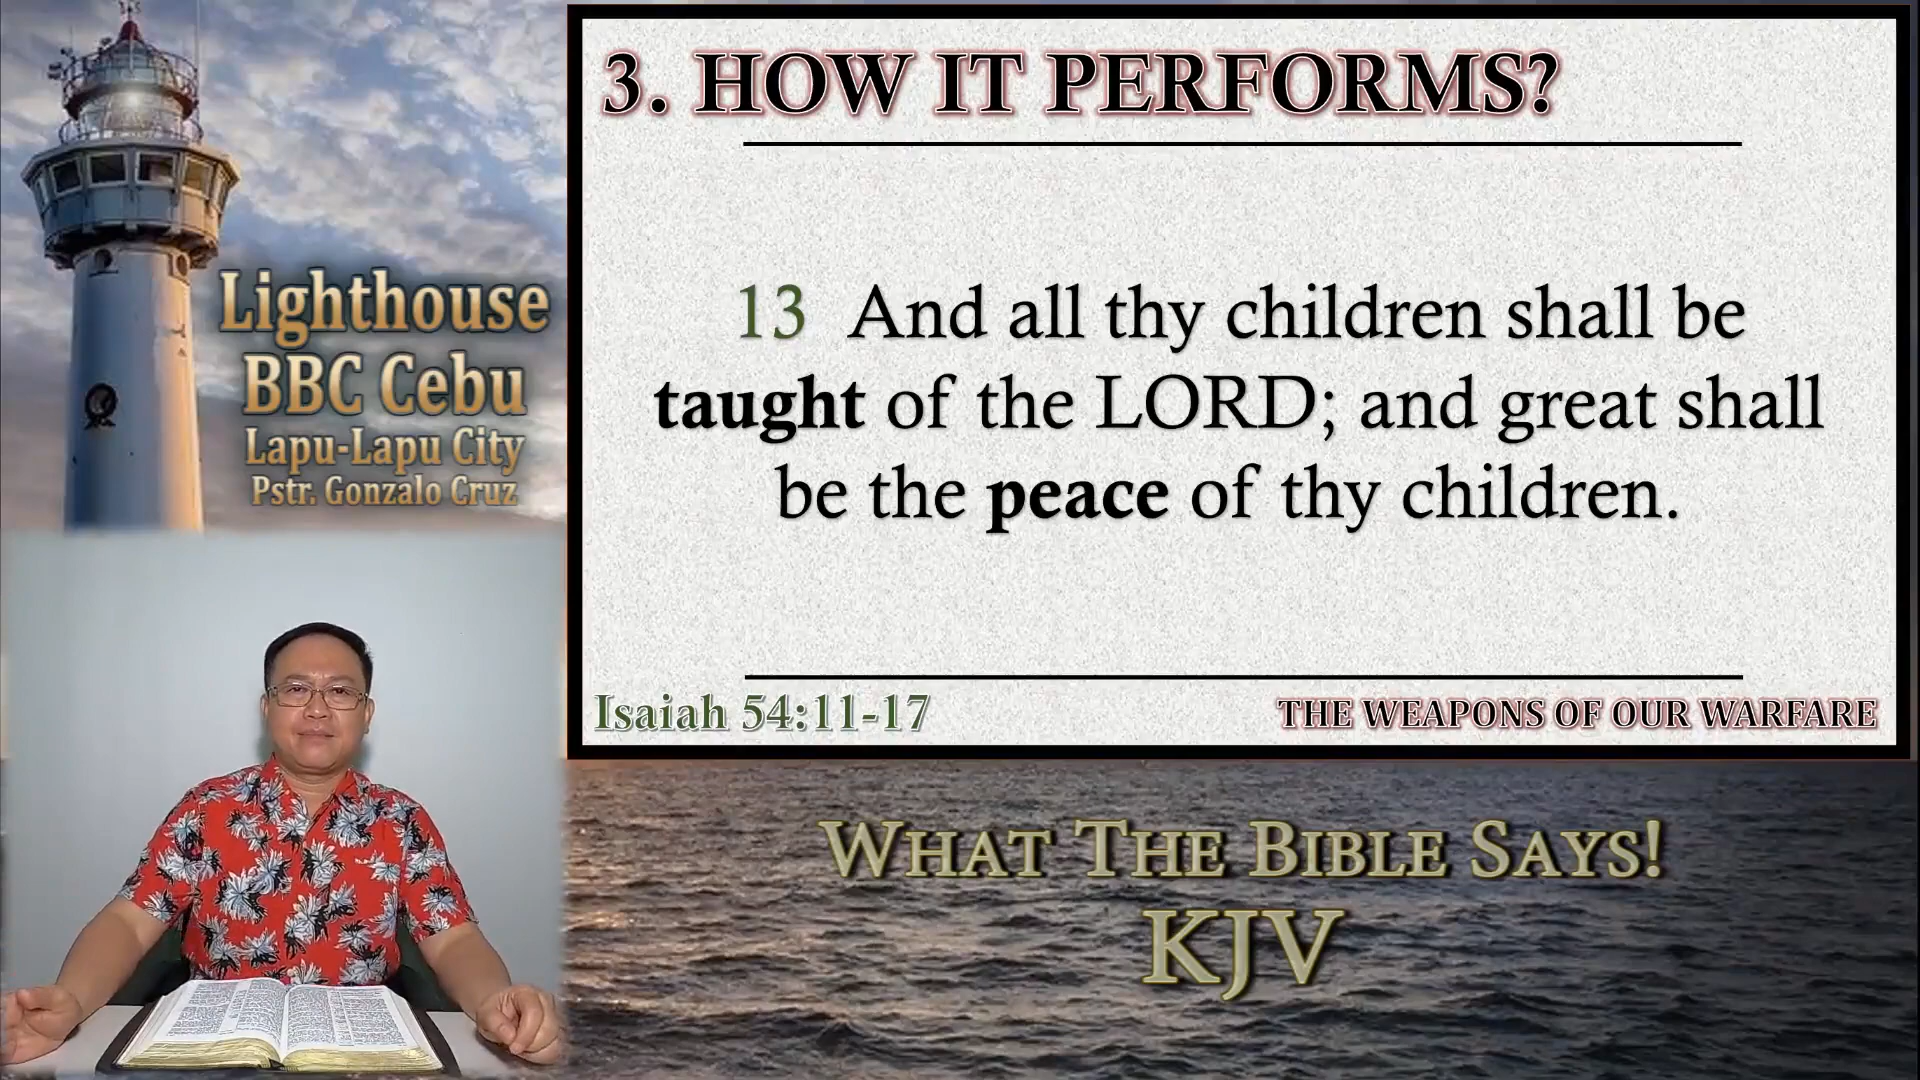 Lighthouse
BBC Cebu
Lapu-Lapu City
Pstr. Gonzalo Cruz
3. HOW IT PERFORMS?
13 And all thy children shall be
taught of the LORD; and great shall
be the peace of thy children.
Isaiah 54:11-17
THE WEAPONS OF OUR WARFARE
WHAT THE BIBLE SAYS!
KJV